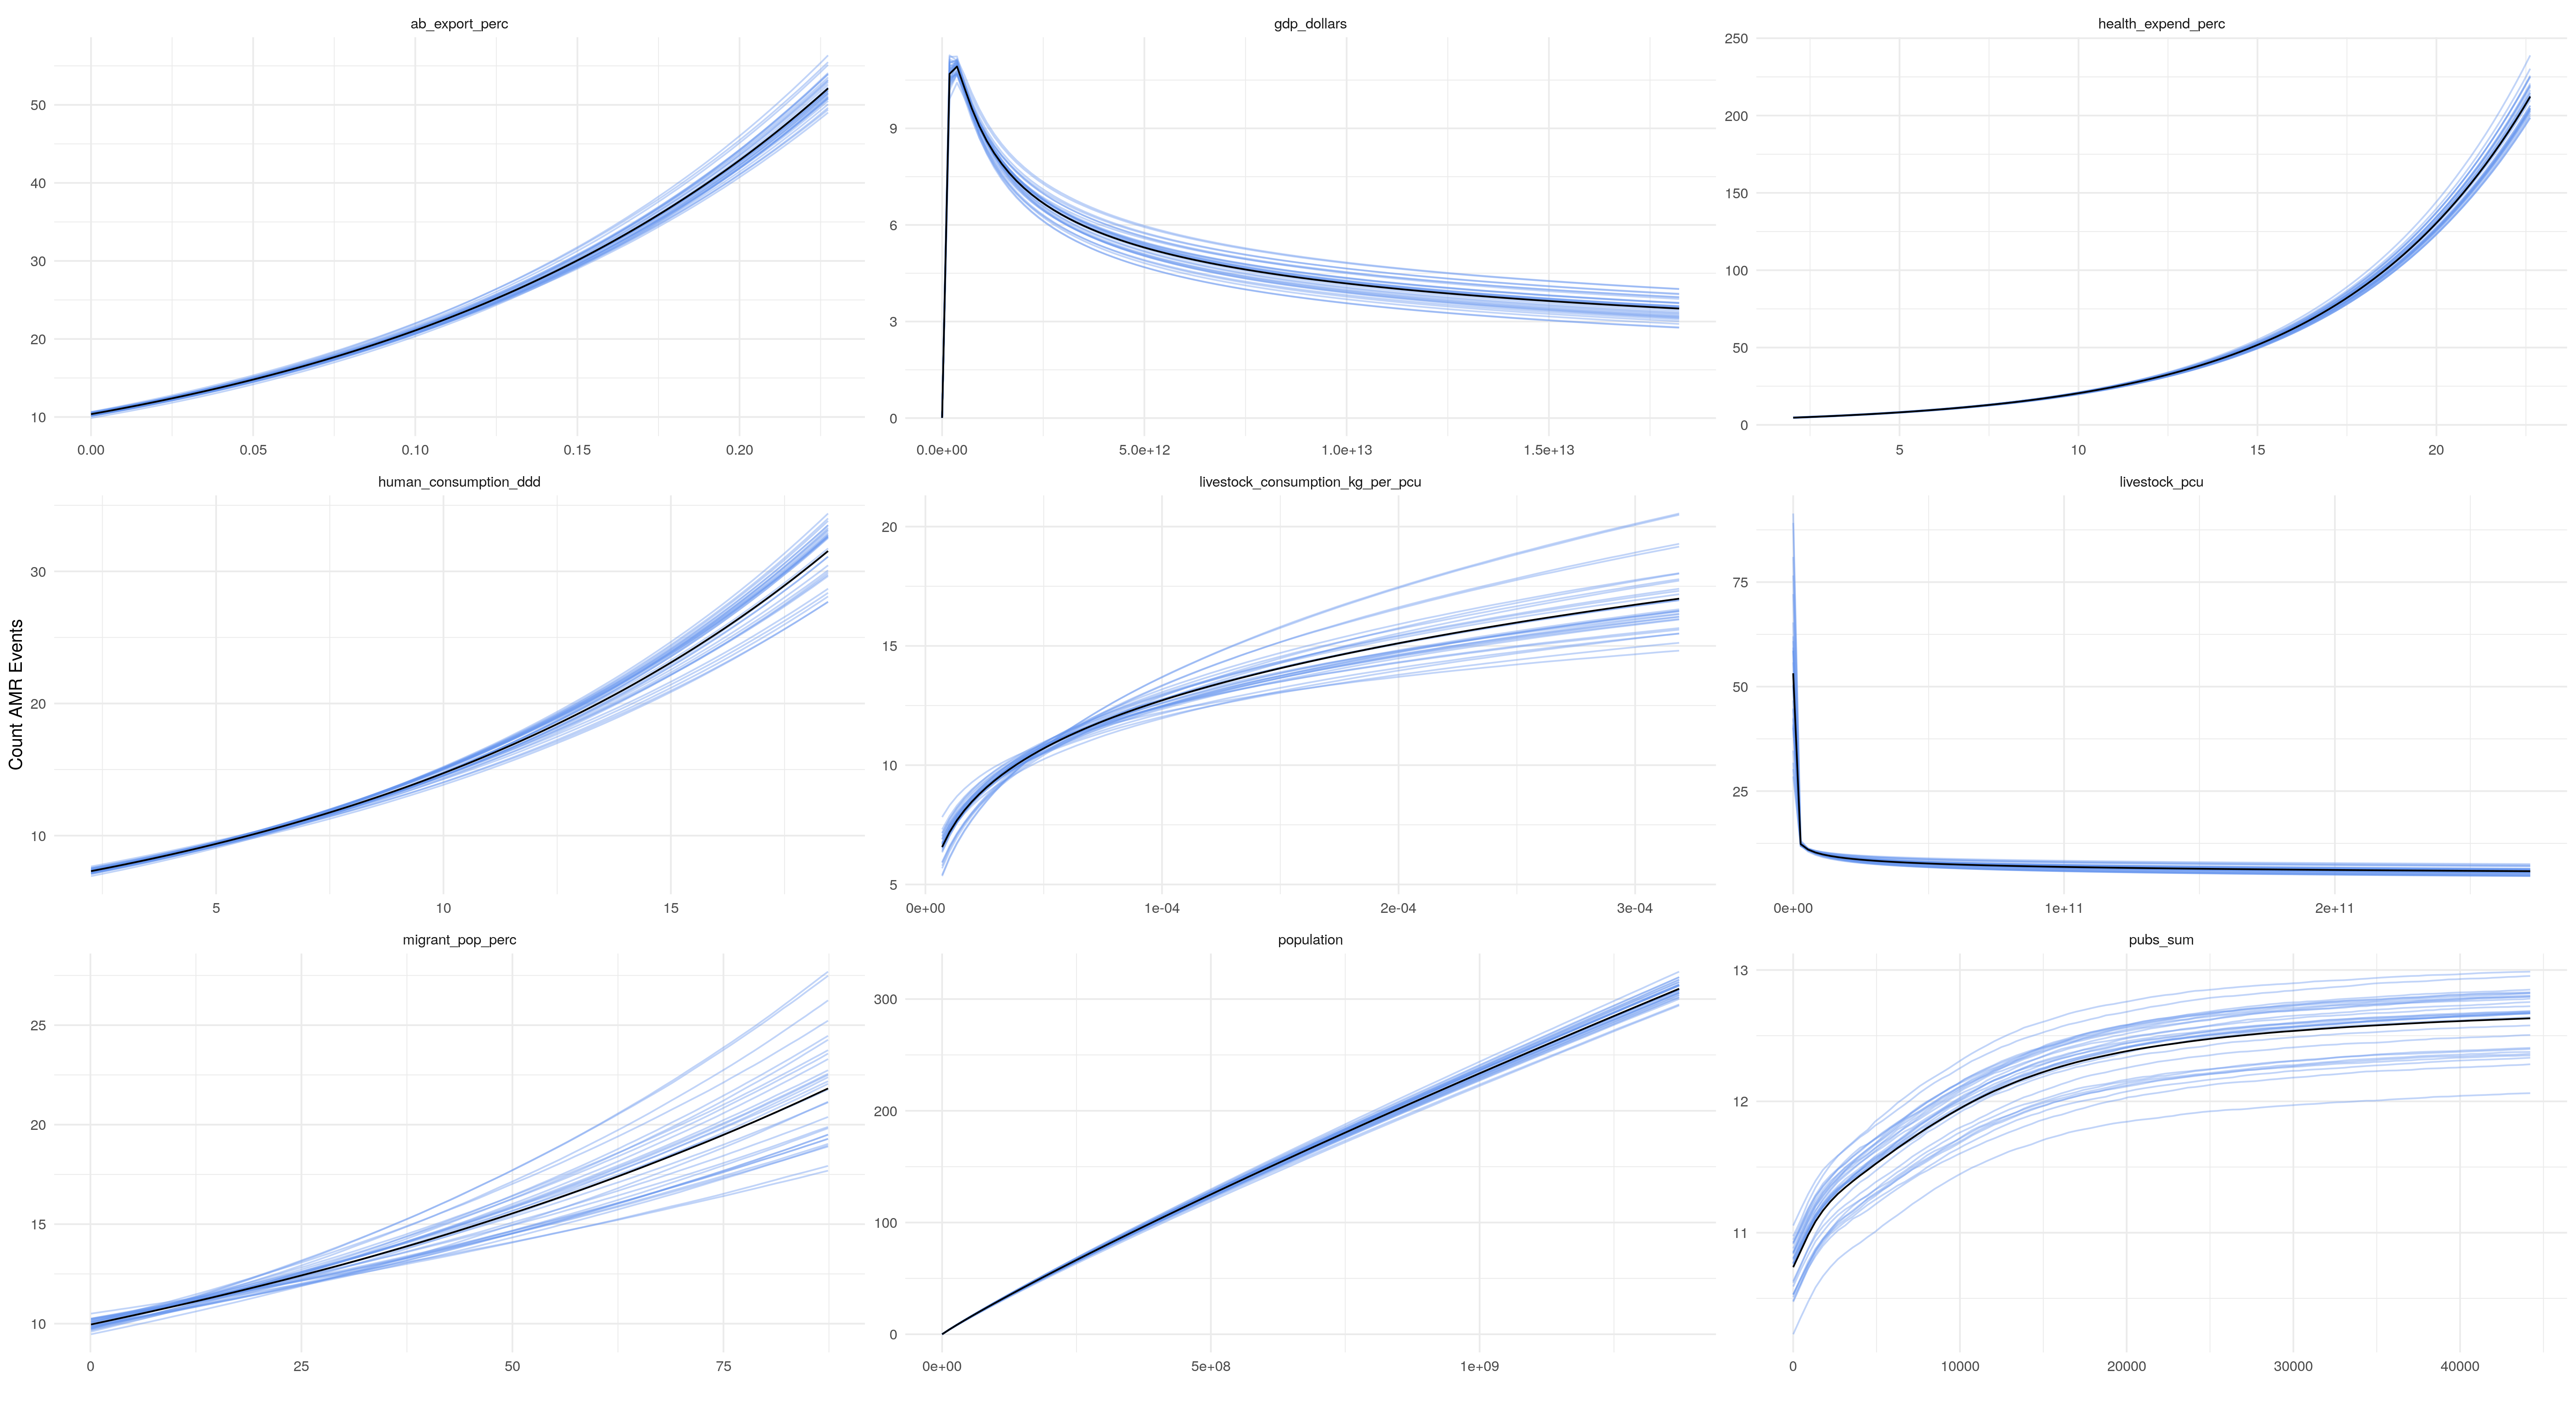 ab_export_perc
gdp_dollars
health_expend_perc
50
40
30
20
10
0.00 0.05 0.10 0.15 0.20
9
6
3
0
0.0e+00 5.0e+12 1.0e+13 1.5e+13
250
200
150
100
50
0
5 10 15 20
human_consumption_ddd
livestock_consumption_kg_per_pcu
livestock_pcu
Count AMR Events
30
20
10
5 10 15
20
15
10
5
0e+00 1e-04 2e-04 3e-04
75
50
25
0e+00 1e+11 2e+11
migrant_pop_perc
population
pubs_sum
25
20
15
10
0 25 50 75
300
200
100
0
0e+00 5e+08 1e+09
13
12
11
0 10000 20000 30000 40000